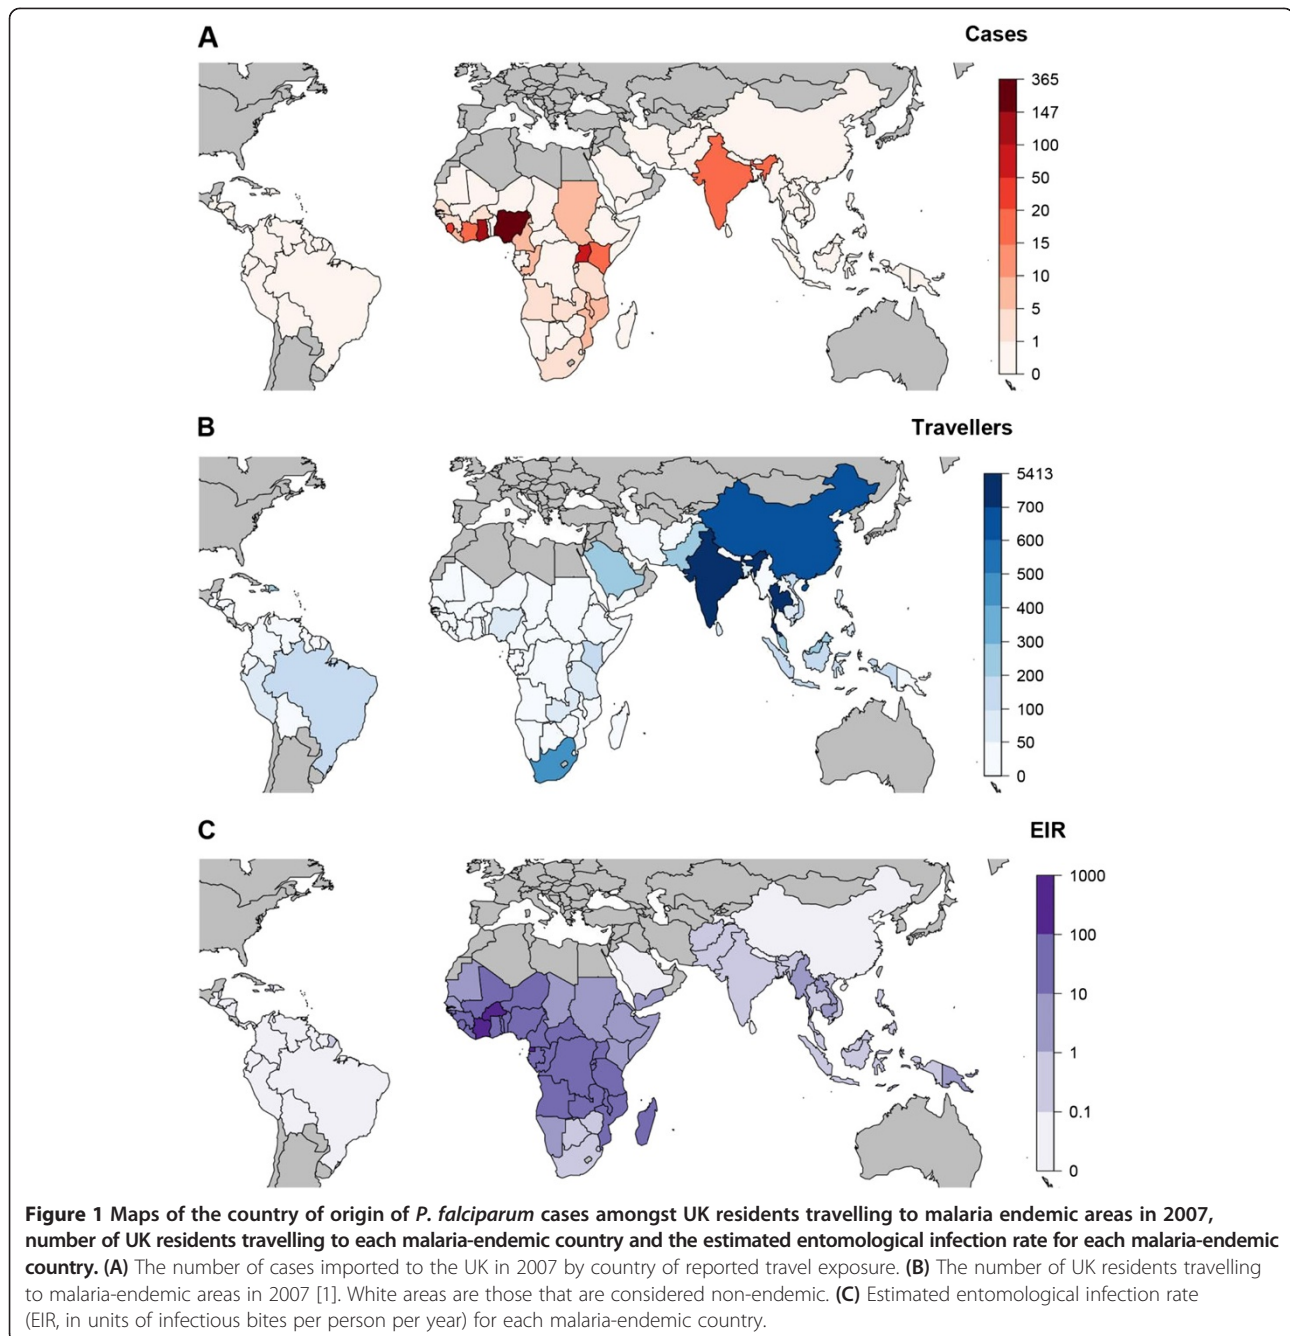 A
Cases
365
147
100
50
20
15
10
5
1
0
B
Travellers
5413
700
600
500
400
300
200
100
50
0
C
EIR
1000
100
10
1
0.1
0
Figure 1 Maps of the country of origin of P. falciparum cases amongst UK residents travelling to malaria endemic areas in 2007,
number of UK residents travelling to each malaria-endemic country and the estimated entomological infection rate for each malaria-endemic
country. (A) The number of cases imported to the UK in 2007 by country of reported travel exposure. (B) The number of UK residents travelling
to malaria-endemic areas in 2007 [1]. White areas are those that are considered non-endemic. (C) Estimated entomological infection rate
(EIR, in units of infectious bites per person per year) for each malaria-endemic country.